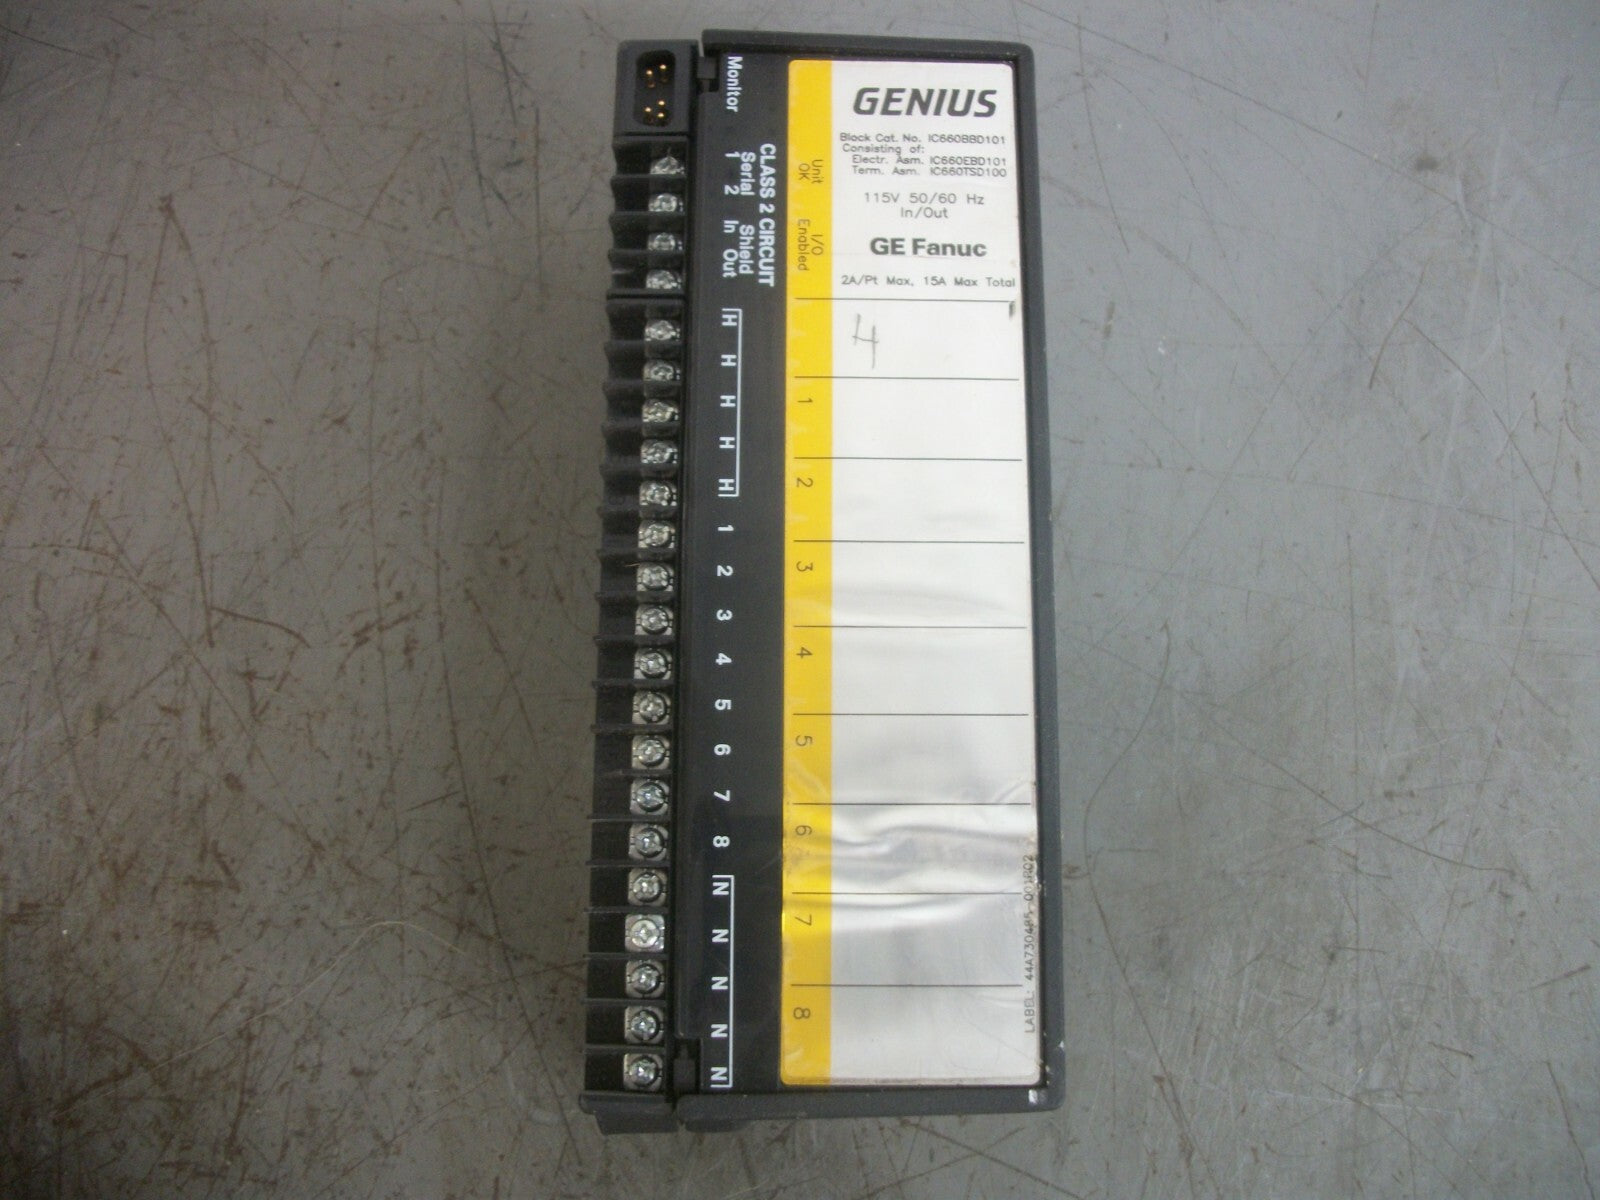 Monitor
CLASS 2 CIRCUIT
Serial Shield
1 2 In Out
H
H
H
H
H
1
2
3
4
5
6
7
8
N
N
N
N
N
Unit
OK
I/O
Enabled
1
2
3
4
5
6
7
8
GENIUS
Block Cat. No. IC660BBD101
Consisting of:
Electr. Asm. IC660EBD101
Term. Asm. IC660TSD100
115V 50/60 Hz
In/Out
GE Fanuc
2A/Pt Max, 15A Max Total
4
LABEL: 44A730485-001R02